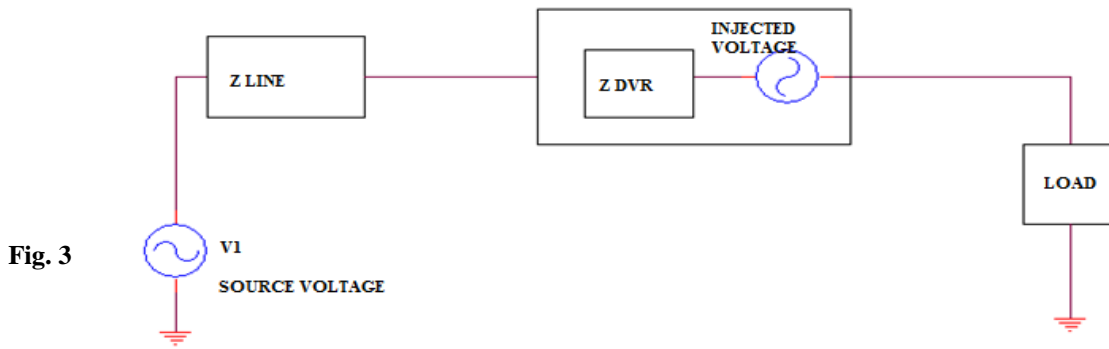 INJECTED
VOLTAGE
Z LINE
Z DVR
LOAD
Fig. 3
V1
SOURCE VOLTAGE